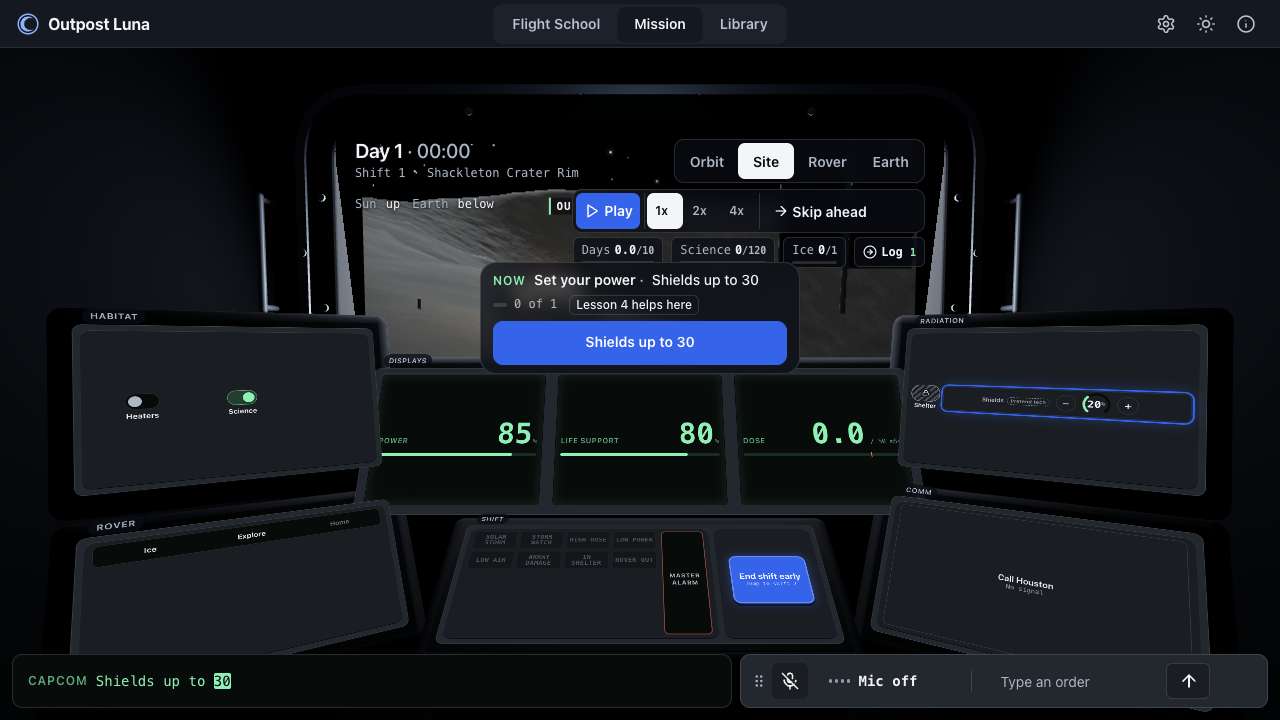 Outpost Luna
Flight School
Mission
Library
Day 1 · 00:00
Shift 1 · Shackleton Crater Rim
Sun up Earth below
OU
Orbit
Site
Rover
Earth
Play
1x
2x
4x
Skip ahead
Days 0.0/10
Science 0/120
Ice 0/1
Log 1
NOW Set your power · Shields up to 30
0 of 1
Lesson 4 helps here
Shields up to 30
HABITAT
Heaters
Science
DISPLAYS
POWER 85%
LIFE SUPPORT 80%
DOSE 0.0
RADIATION
Shelter
Shields
Pretend tech
− 20% +
ROVER
Ice
Explore
Home
SHIFT
SOLAR STORM
STORM WATCH
HIGH DOSE
LOW POWER
LOW AIR
ARRAY DAMAGE
IN SHELTER
ROVER OUT
MASTER ALARM
End shift early
COMM
Call Houston
No signal
CAPCOM Shields up to 30
Mic off
Type an order